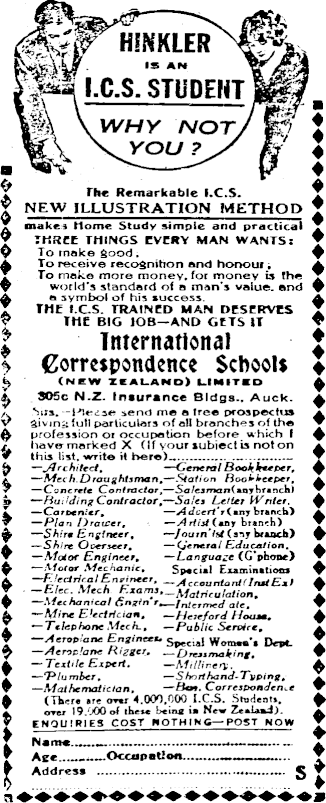 HINKLER
IS AN
I.C.S. STUDENT
WHY NOT
YOU?
The Remarkable I.C.S.
NEW ILLUSTRATION METHOD
makes Home Study simple and practical
THREE THINGS EVERY MAN WANTS:
To make good;
To receive recognition and honour;
To make more money, for money is the
world's standard of a man's value, and
a symbol of his success.
THE I.C.S. TRAINED MAN DESERVES
THE BIG JOB—AND GETS IT
International
Correspondence Schools
(NEW ZEALAND) LIMITED
305c N.Z. Insurance Bldgs., Auck.
Sirs,—Please send me a free prospectus
giving full particulars of all branches of the
profession or occupation before which I
have marked X (If your subject is not on
this list, write it here)
—Architect,
—Mech. Draughtsman,
—Concrete Contractor,
—Building Contractor,
—Carpenter,
—Plan Drawer,
—Shire Engineer,
—Shire Overseer,
—Motor Engineer,
—Motor Mechanic,
—Electrical Engineer,
—Elec. Mech Exams,
—Mechanical Engin'r,
—Mine Electrician,
—Telephone Mech.,
—Aeroplane Engineer,
—Aeroplane Rigger,
—Textile Expert,
—Plumber,
—Mathematician,
—General Bookkeeper,
—Station Bookkeeper,
—Salesman (any branch)
—Sales Letter Writer,
—Advert'r (any branch)
—Artist (any branch)
—Journ'ist (any branch)
—General Education,
—Language (G'phone)
Special Examinations
—Accountant (Inst Ex)
—Matriculation,
—Intermed ate,
—Hereford House,
—Public Service,
Special Women's Dept.
—Dressmaking,
—Millinery,
—Shorthand-Typing,
—Bus. Correspondence
(There are over 4,000,000 I.C.S. Students,
over 19,000 of these being in New Zealand).
ENQUIRIES COST NOTHING—POST NOW
Name
Age Occupation
Address S